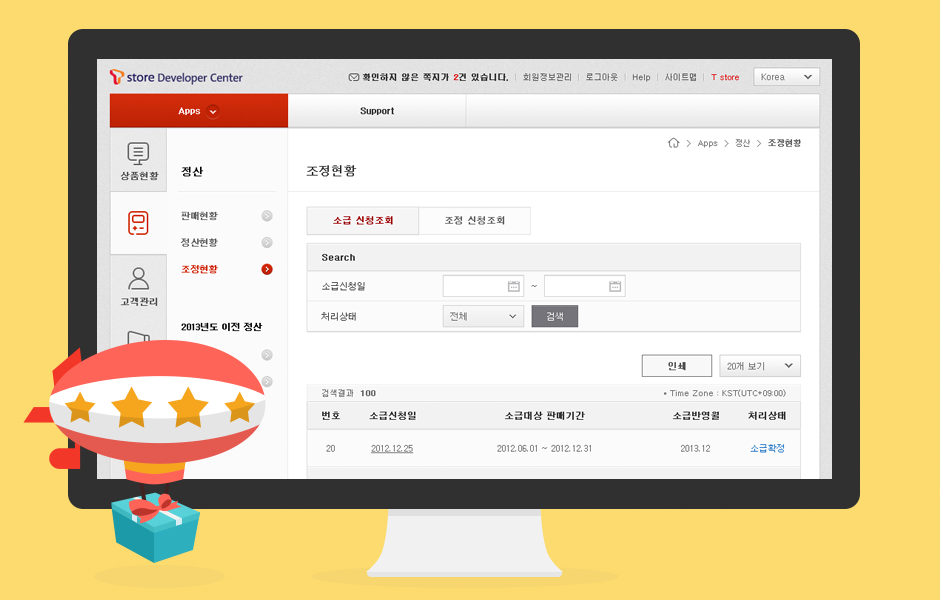 T store Developer Center
확인하지 않은 쪽지가 2건 있습니다. | 회원정보관리 | 로그아웃 | Help | 사이트맵 | T store
Korea
Apps
Support
Apps > 정산 > 조정현황
상품현황
정산
조정현황
판매현황
정산현황
조정현황
고객관리
2013년도 이전 정산
소급 신청조회
조정 신청조회
Search
소급신청일 ~
처리상태 전체 검색
인쇄 20개 보기
검색결과 100 • Time Zone : KST(UTC+09:00)
번호 소급신청일 소급대상 판매기간 소급반영월 처리상태
20 2012.12.25 2012.06.01 ~ 2012.12.31 2013.12 소급확정